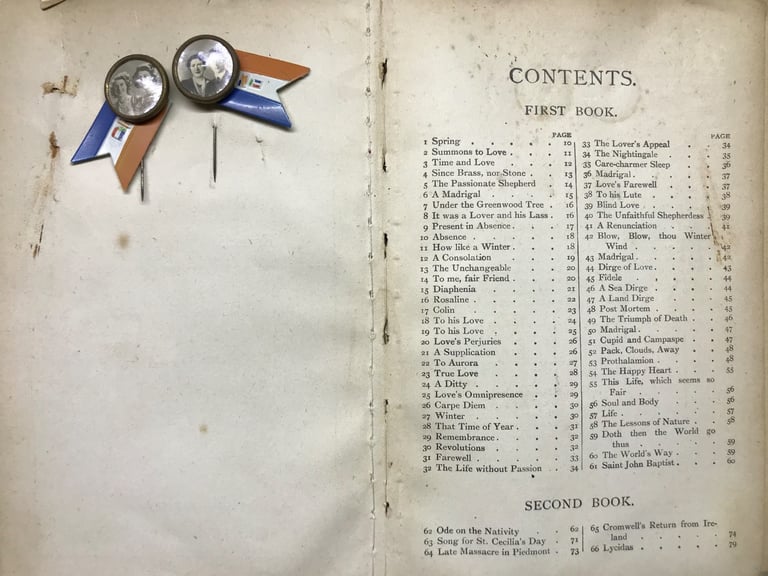 CONTENTS.
FIRST BOOK.
PAGE
1 Spring . . . . . 10
2 Summons to Love . . . 11
3 Time and Love . . . 12
4 Since Brass, nor Stone . . 13
5 The Passionate Shepherd . 14
6 A Madrigal . . . . 15
7 Under the Greenwood Tree . 16
8 It was a Lover and his Lass . 16
9 Present in Absence . . . 17
10 Absence . . . . . 18
11 How like a Winter . . . 18
12 A Consolation . . . 19
13 The Unchangeable . . 20
14 To me, fair Friend . . . 20
15 Diaphenia . . . . 21
16 Rosaline . . . . . 22
17 Colin . . . . . 23
18 To his Love . . . . 24
19 To his Love . . . . 25
20 Love's Perjuries . . . 26
21 A Supplication . . . 26
22 To Aurora . . . . 27
23 True Love . . . . 28
24 A Ditty . . . . . 29
25 Love's Omnipresence . . 29
26 Carpe Diem . . . . 30
27 Winter . . . . . 30
28 That Time of Year . . . 31
29 Remembrance . . . . 32
30 Revolutions . . . . 32
31 Farewell . . . . . 33
32 The Life without Passion . 34
PAGE
33 The Lover's Appeal . . 34
34 The Nightingale . . . 35
35 Care-charmer Sleep . . 36
36 Madrigal . . . . . 37
37 Love's Farewell . . . 37
38 To his Lute . . . . 38
39 Blind Love . . . . 39
40 The Unfaithful Shepherdess . 39
41 A Renunciation . . . 41
42 Blow, Blow, thou Winter
Wind . . . . . 42
43 Madrigal . . . . . 42
44 Dirge of Love . . . . 43
45 Fidele . . . . . 44
46 A Sea Dirge . . . . 44
47 A Land Dirge . . . 45
48 Post Mortem . . . . 45
49 The Triumph of Death . . 46
50 Madrigal . . . . . 47
51 Cupid and Campaspe . . 47
52 Pack, Clouds, Away . . 48
53 Prothalamion . . . 48
54 The Happy Heart . . . 55
55 This Life, which seems so
Fair . . . . . 56
56 Soul and Body . . . 56
57 Life . . . . . . 57
58 The Lessons of Nature . . 58
59 Doth then the World go
thus . . . . . 59
60 The World's Way . . . 59
61 Saint John Baptist . . . 60
SECOND BOOK.
62 Ode on the Nativity . . 62
63 Song for St. Cecilia's Day . 71
64 Late Massacre in Piedmont . 73
65 Cromwell's Return from Ire-
land . . . . . 74
66 Lycidas . . . . . 79